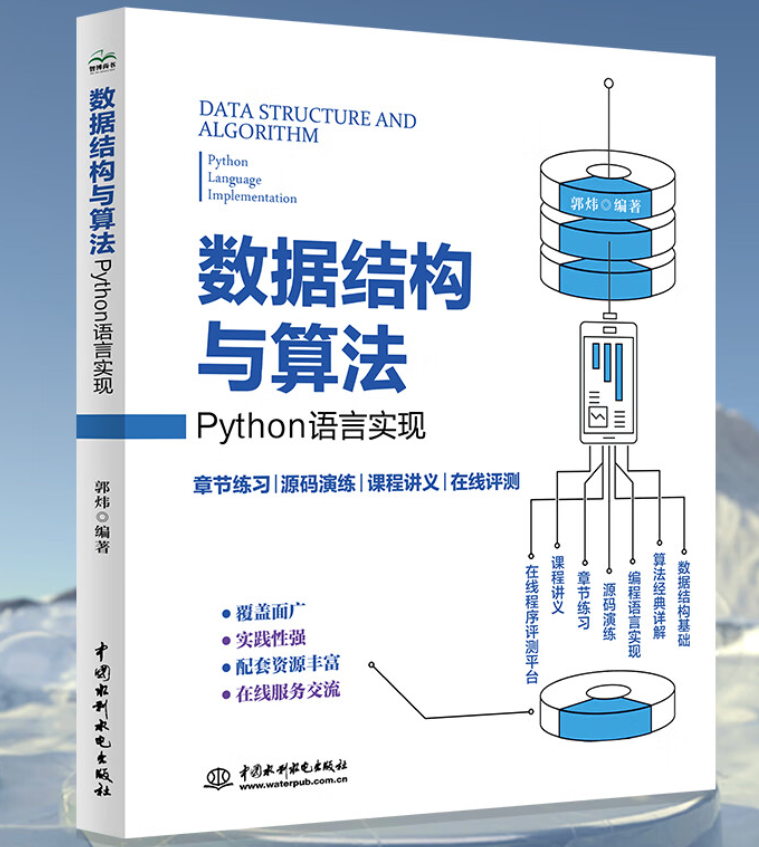 智博尚书
数据结构与算法
Python语言实现
郭炜◎编著
中国水利水电出版社
DATA STRUCTURE AND
ALGORITHM
Python
Language
Implementation
郭炜◎编著
数据结构
与算法
Python语言实现
章节练习|源码演练|课程讲义|在线评测
在线程序评测平台
课程讲义
章节练习
源码演练
编程语言实现
算法经典详解
数据结构基础
●覆盖面广
●实践性强
●配套资源丰富
●在线服务交流
中国水利水电出版社
www.waterpub.com.cn